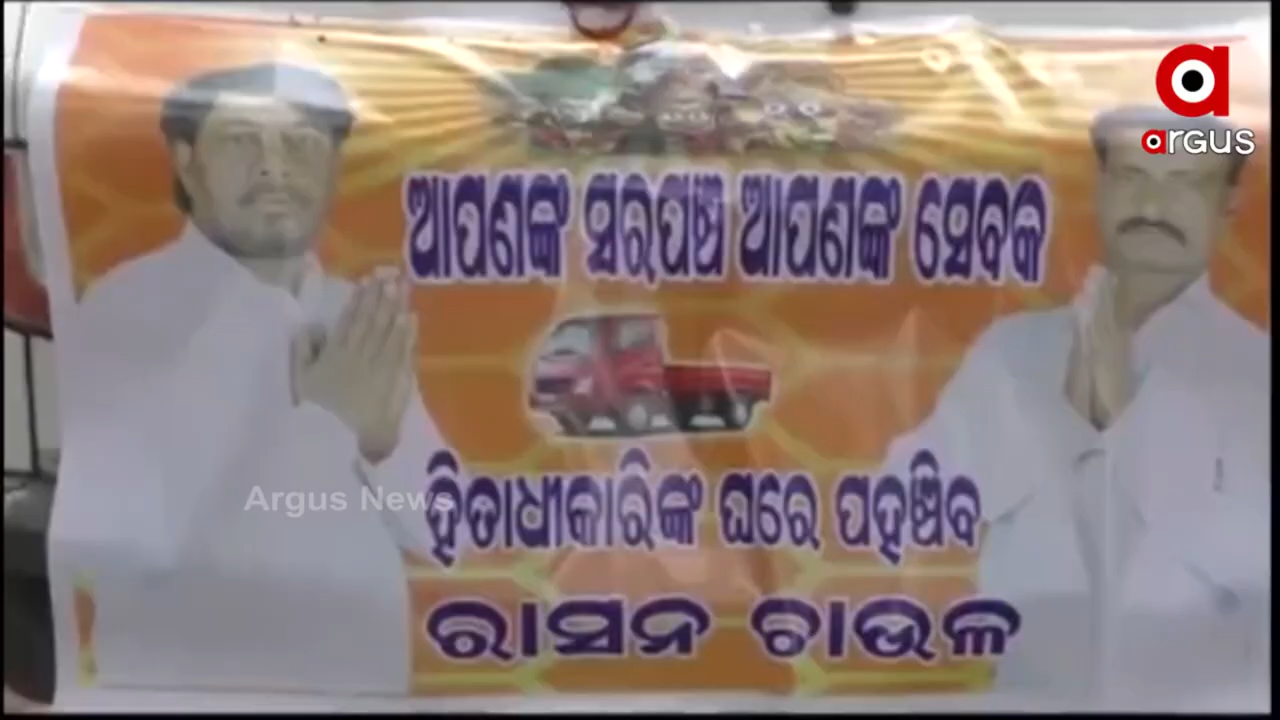 argus
ଆପଣଙ୍କ ସରପଞ୍ଚ ଆପଣଙ୍କ ସେବକ
ହିତାଧୀକାରିଙ୍କ ଘରେ ପହଞ୍ଚିବ
Argus News
ରାସନ ଚାଉଳ